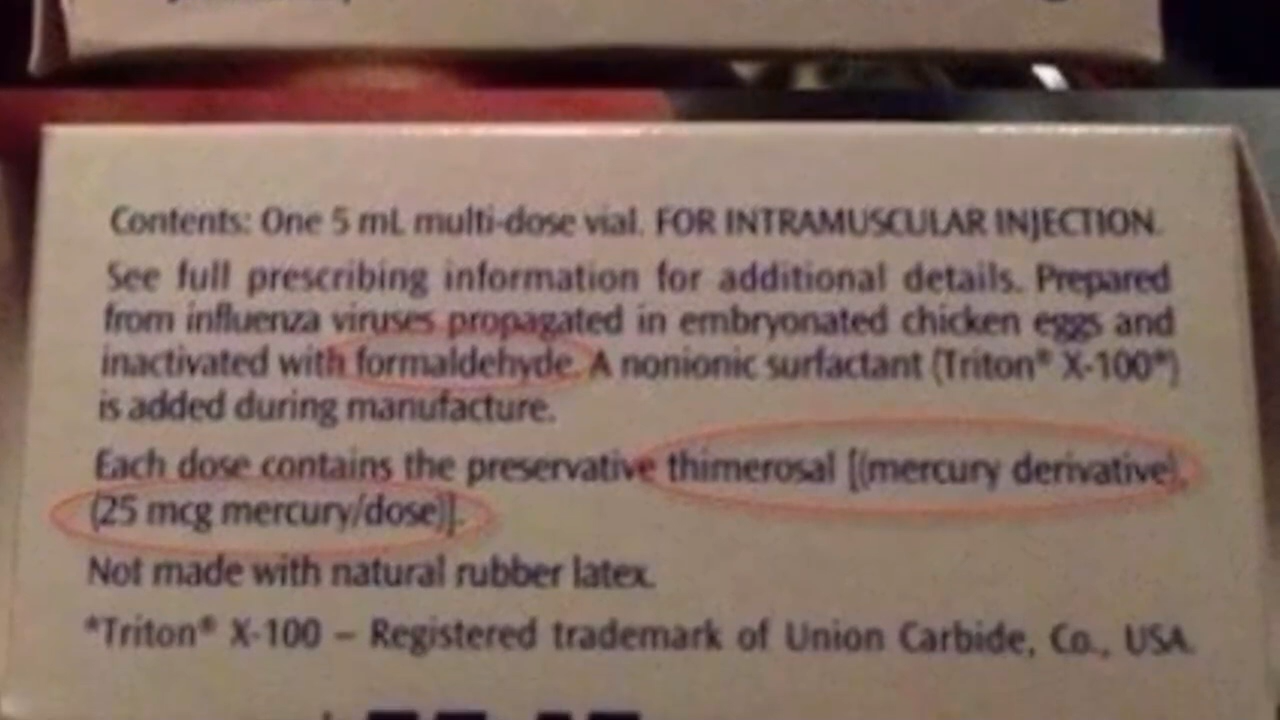 Contents: One 5 mL multi-dose vial. FOR INTRAMUSCULAR INJECTION.
See full prescribing information for additional details. Prepared
from influenza viruses propagated in embryonated chicken eggs and
inactivated with formaldehyde. A nonionic surfactant (Triton® X-100*)
is added during manufacture.
Each dose contains the preservative thimerosal [(mercury derivative),
(25 mcg mercury/dose)].
Not made with natural rubber latex.
*Triton® X-100 – Registered trademark of Union Carbide, Co., USA.